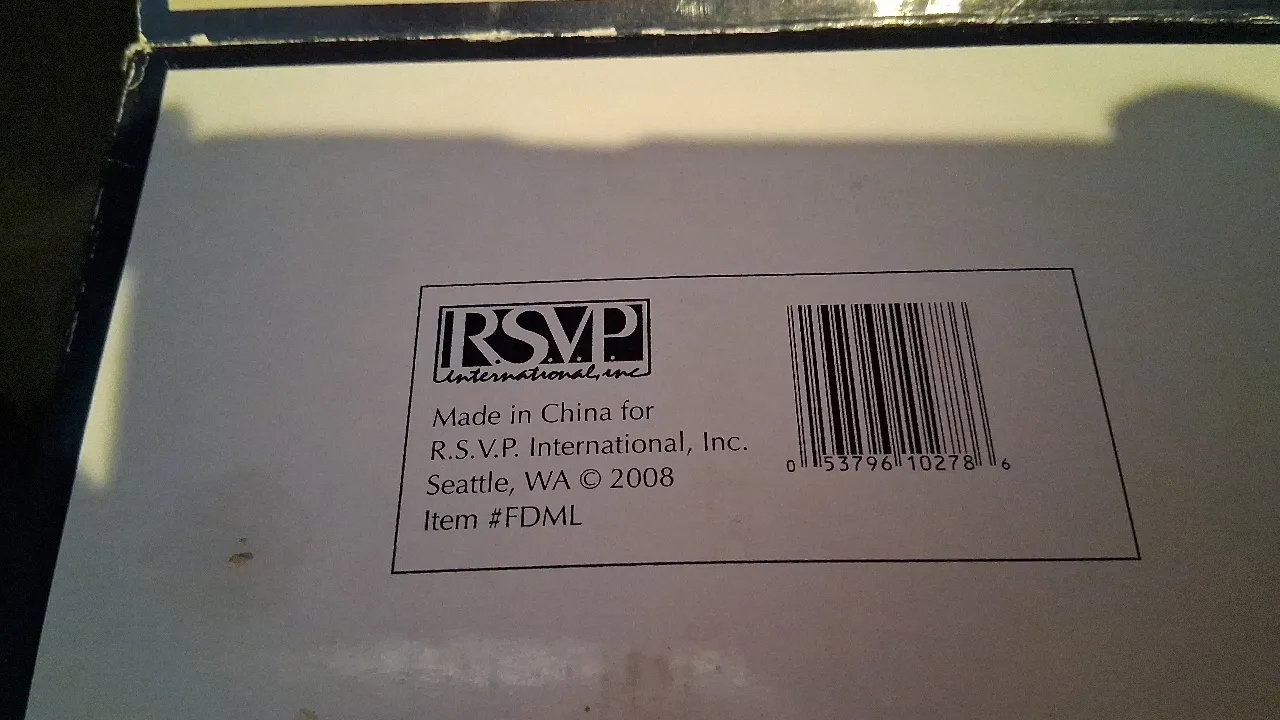 R.S.V.P.
international, inc
Made in China for
R.S.V.P. International, Inc.
Seattle, WA © 2008
Item #FDML
0 53796 10278 6